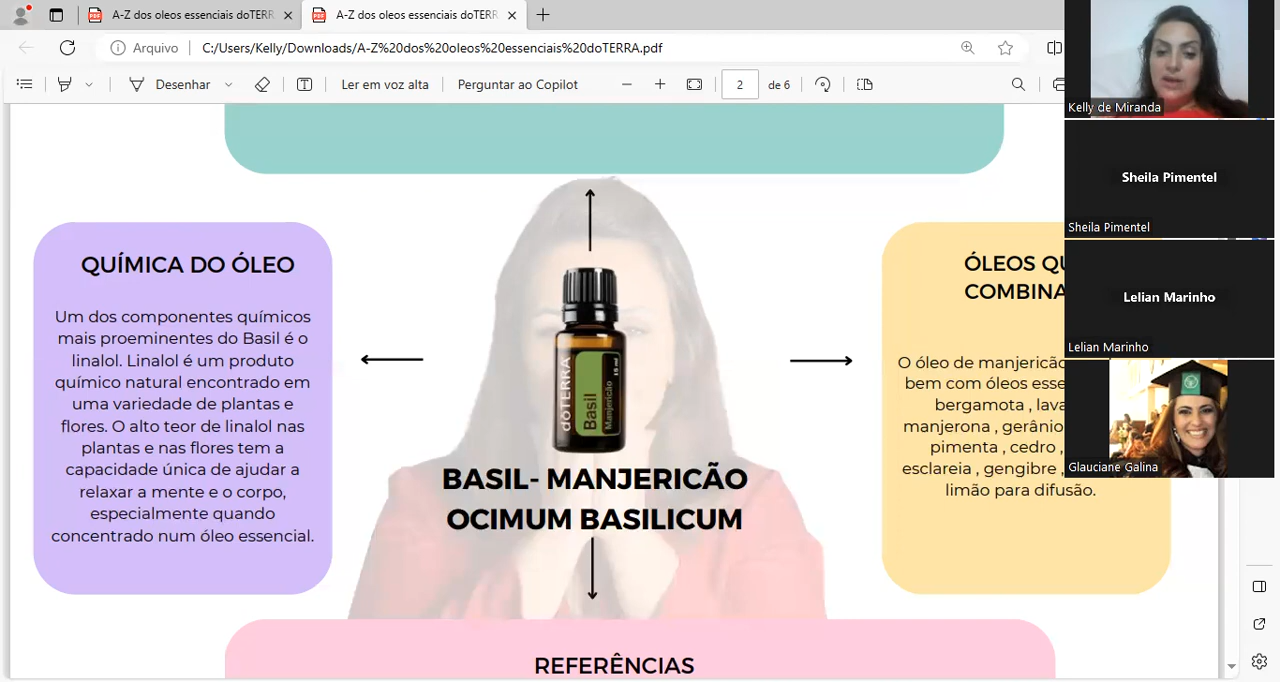 A-Z dos oleos essenciais doTERR
A-Z dos oleos essenciais doTERR
Arquivo
C:/Users/Kelly/Downloads/A-Z%20dos%20oleos%20essenciais%20doTERRA.pdf
Desenhar
Ler em voz alta
Perguntar ao Copilot
2
de 6
QUÍMICA DO ÓLEO
Um dos componentes químicos
mais proeminentes do Basil é o
linalol. Linalol é um produto
químico natural encontrado em
uma variedade de plantas e
flores. O alto teor de linalol nas
plantas e nas flores tem a
capacidade única de ajudar a
relaxar a mente e o corpo,
especialmente quando
concentrado num óleo essencial.
dōTERRA
Basil
Manjericão
15 ml
BASIL- MANJERICÃO
OCIMUM BASILICUM
ÓLEOS QU
COMBINA
O óleo de manjericão
bem com óleos esse
bergamota , lava
manjerona , gerânio
pimenta , cedro ,
esclareia , gengibre ,
limão para difusão.
REFERÊNCIAS
Kelly de Miranda
Sheila Pimentel
Sheila Pimentel
Lelian Marinho
Lelian Marinho
Glauciane Galina